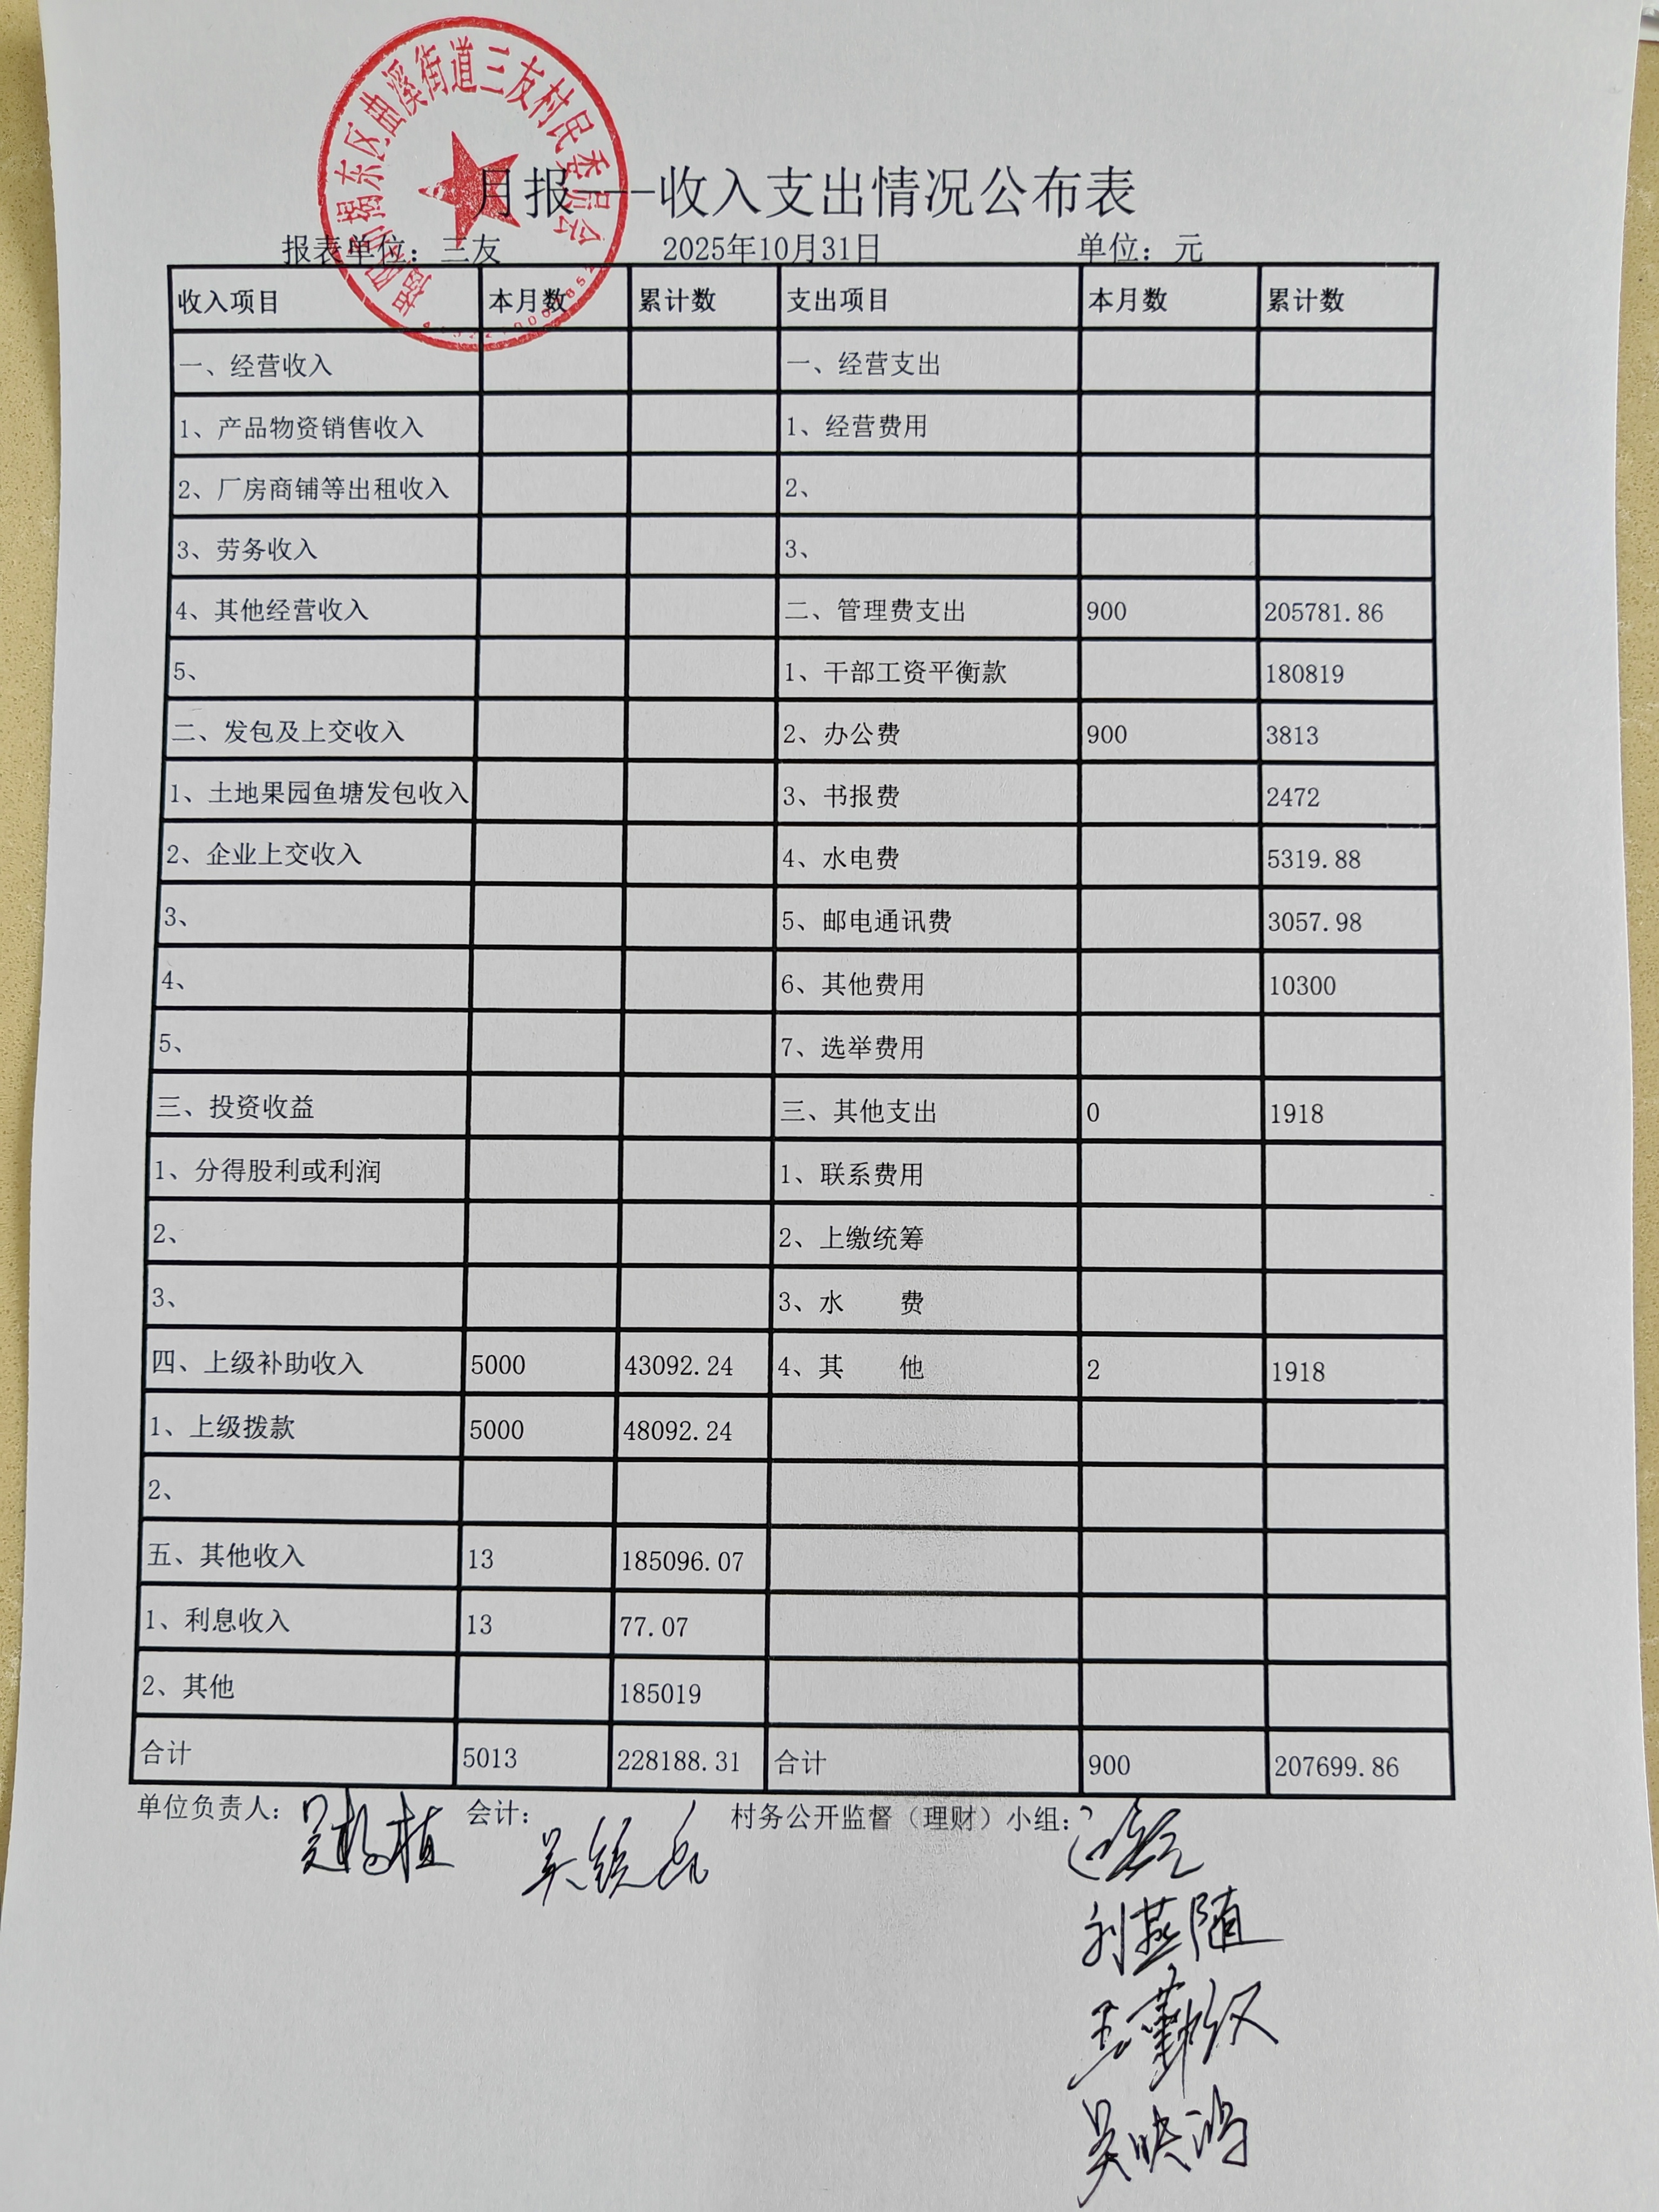 揭阳市揭东区曲溪街道三友村民委员会
月报---收入支出情况公布表
报表单位：三友 2025年10月31日 单位：元
收入项目 本月数 累计数 支出项目 本月数 累计数
一、经营收入 一、经营支出
1、产品物资销售收入 1、经营费用
2、厂房商铺等出租收入 2、
3、劳务收入 3、
4、其他经营收入 二、管理费支出 900 205781.86
5、 1、干部工资平衡款 180819
二、发包及上交收入 2、办公费 900 3813
1、土地果园鱼塘发包收入 3、书报费 2472
2、企业上交收入 4、水电费 5319.88
3、 5、邮电通讯费 3057.98
4、 6、其他费用 10300
5、 7、选举费用
三、投资收益 三、其他支出 0 1918
1、分得股利或利润 1、联系费用
2、 2、上缴统筹
3、 3、水 费
四、上级补助收入 5000 43092.24 4、其 他 2 1918
1、上级拨款 5000 48092.24
2、
五、其他收入 13 185096.07
1、利息收入 13 77.07
2、其他 185019
合计 5013 228188.31 合计 900 207699.86
单位负责人： 会计： 村务公开监督（理财）小组：
刘燕随
吴映鸿